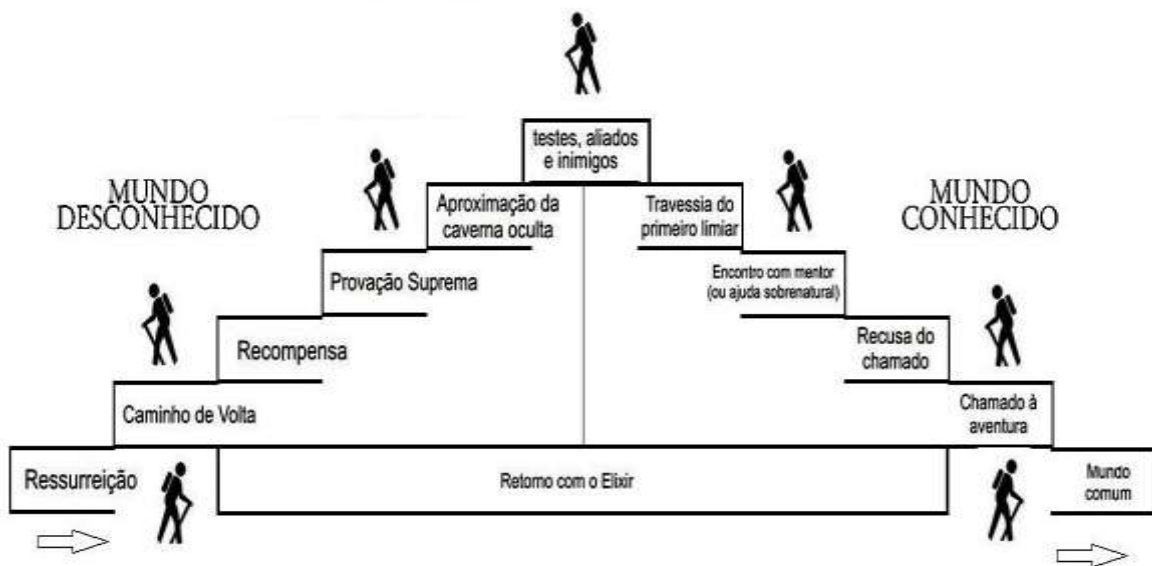 testes, aliados
e inimigos
MUNDO
DESCONHECIDO
MUNDO
CONHECIDO
Aproximação da
caverna oculta
Travessia do
primeiro limiar
Provação Suprema
Encontro com mentor
(ou ajuda sobrenatural)
Recompensa
Recusa do
chamado
Caminho de Volta
Chamado à
aventura
Ressurreição
Retorno com o Elixir
Mundo
comum